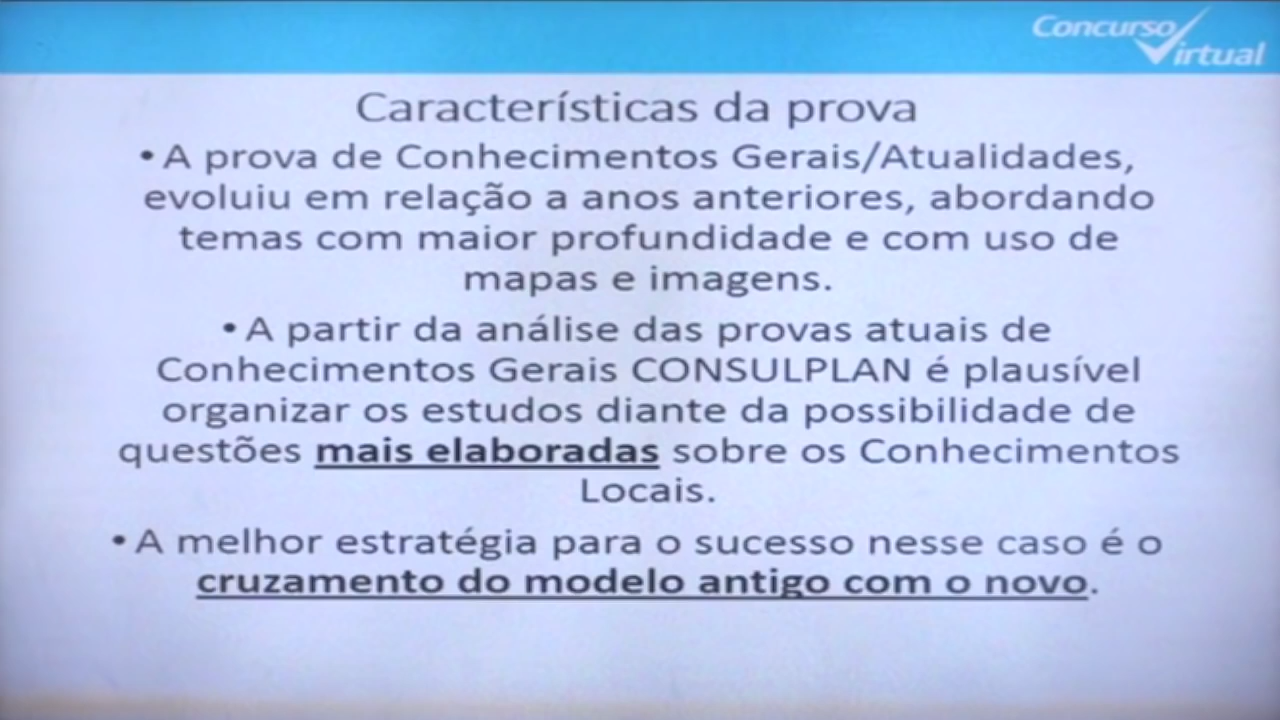 Concurso
Virtual
Características da prova
• A prova de Conhecimentos Gerais/Atualidades,
evoluiu em relação a anos anteriores, abordando
temas com maior profundidade e com uso de
mapas e imagens.
• A partir da análise das provas atuais de
Conhecimentos Gerais CONSULPLAN é plausível
organizar os estudos diante da possibilidade de
questões mais elaboradas sobre os Conhecimentos
Locais.
• A melhor estratégia para o sucesso nesse caso é o
cruzamento do modelo antigo com o novo.